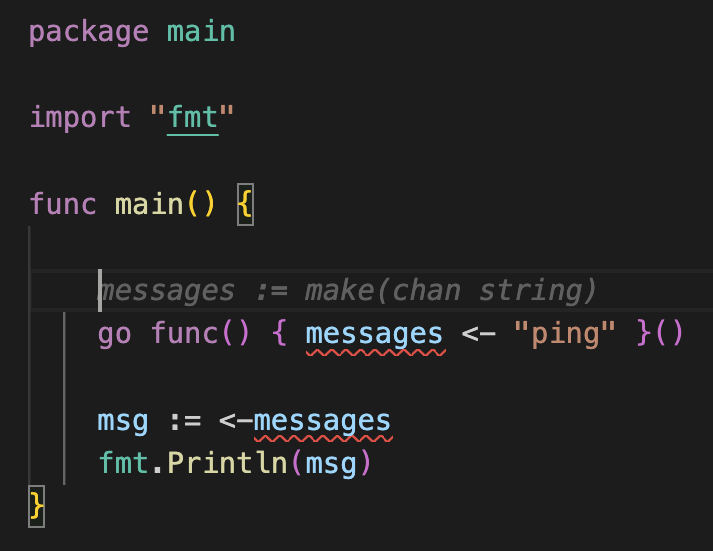 package main
import "fmt"
func main() {
messages := make(chan string)
go func() { messages <- "ping" }()
msg := <-messages
fmt.Println(msg)
}